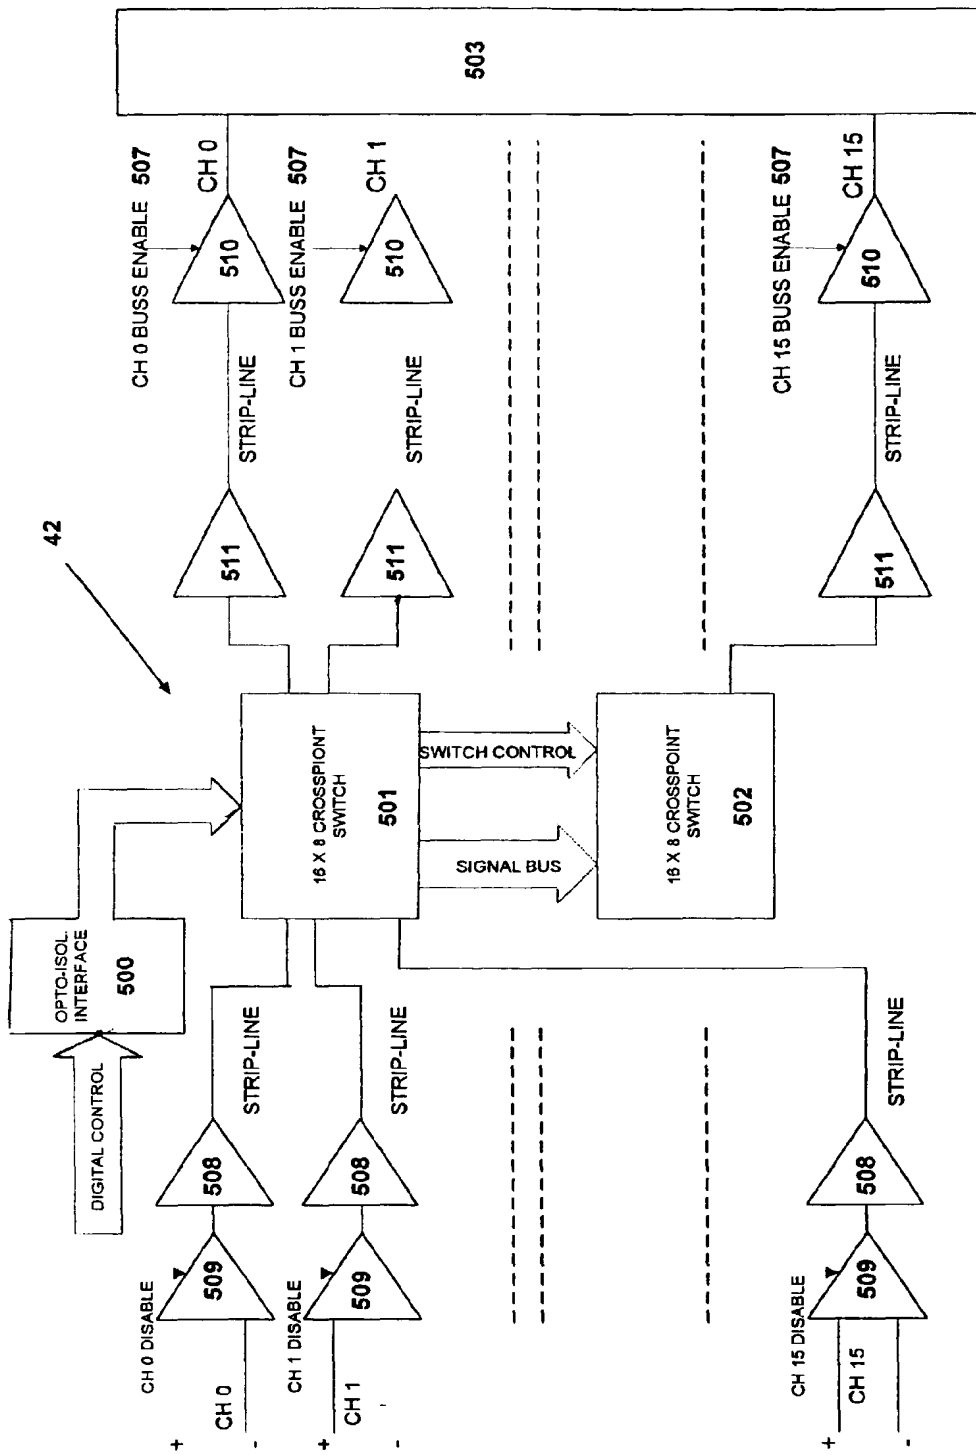 42
DIGITAL CONTROL
OPTO-ISOL.
INTERFACE
500
+
-
CH 0
CH 0 DISABLE
509
508
STRIP-LINE
+
-
CH 1
CH 1 DISABLE
509
508
STRIP-LINE
+
-
CH 15
CH 15 DISABLE
509
508
STRIP-LINE
16 X 8 CROSSPIONT
SWITCH
501
SWITCH CONTROL
SIGNAL BUS
16 X 8 CROSSPOINT
SWITCH
502
511
STRIP-LINE
CH 0 BUSS ENABLE 507
510
CH 0
511
STRIP-LINE
CH 1 BUSS ENABLE 507
510
CH 1
511
STRIP-LINE
CH 15 BUSS ENABLE 507
510
CH 15
503